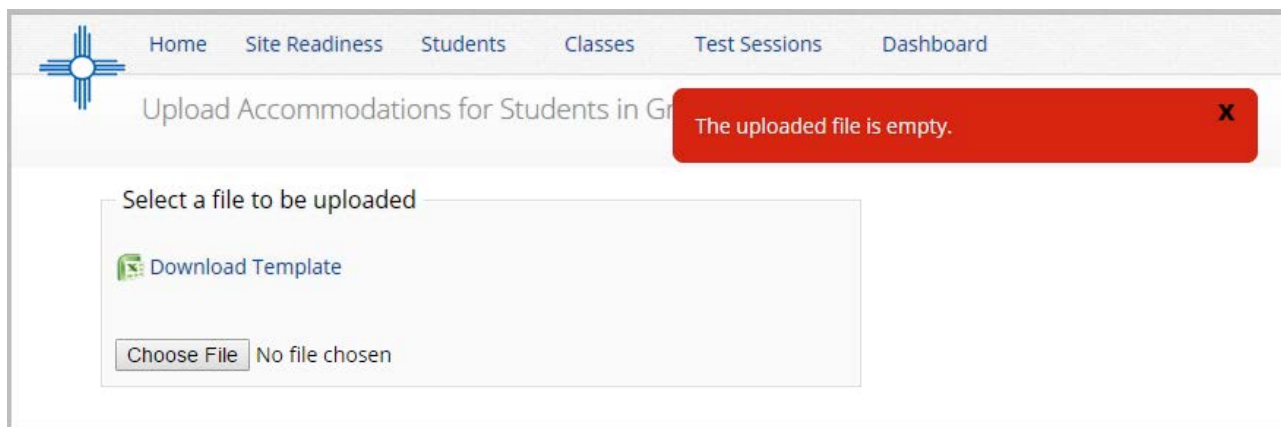 Home Site Readiness Students Classes Test Sessions Dashboard
Upload Accommodations for Students in
The uploaded file is empty. X
Select a file to be uploaded
Download Template
Choose File No file chosen